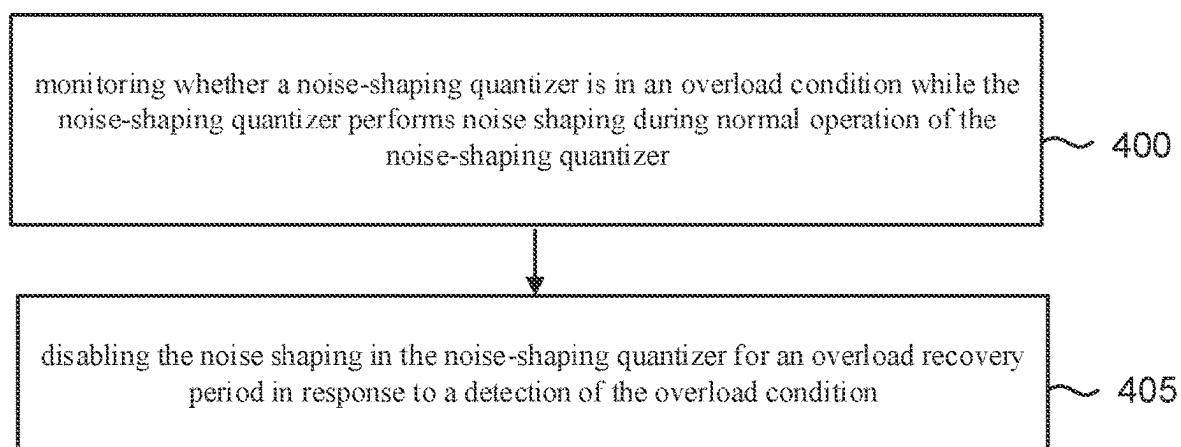 monitoring whether a noise-shaping quantizer is in an overload condition while the
noise-shaping quantizer performs noise shaping during normal operation of the
noise-shaping quantizer
400
disabling the noise shaping in the noise-shaping quantizer for an overload recovery
period in response to a detection of the overload condition
405